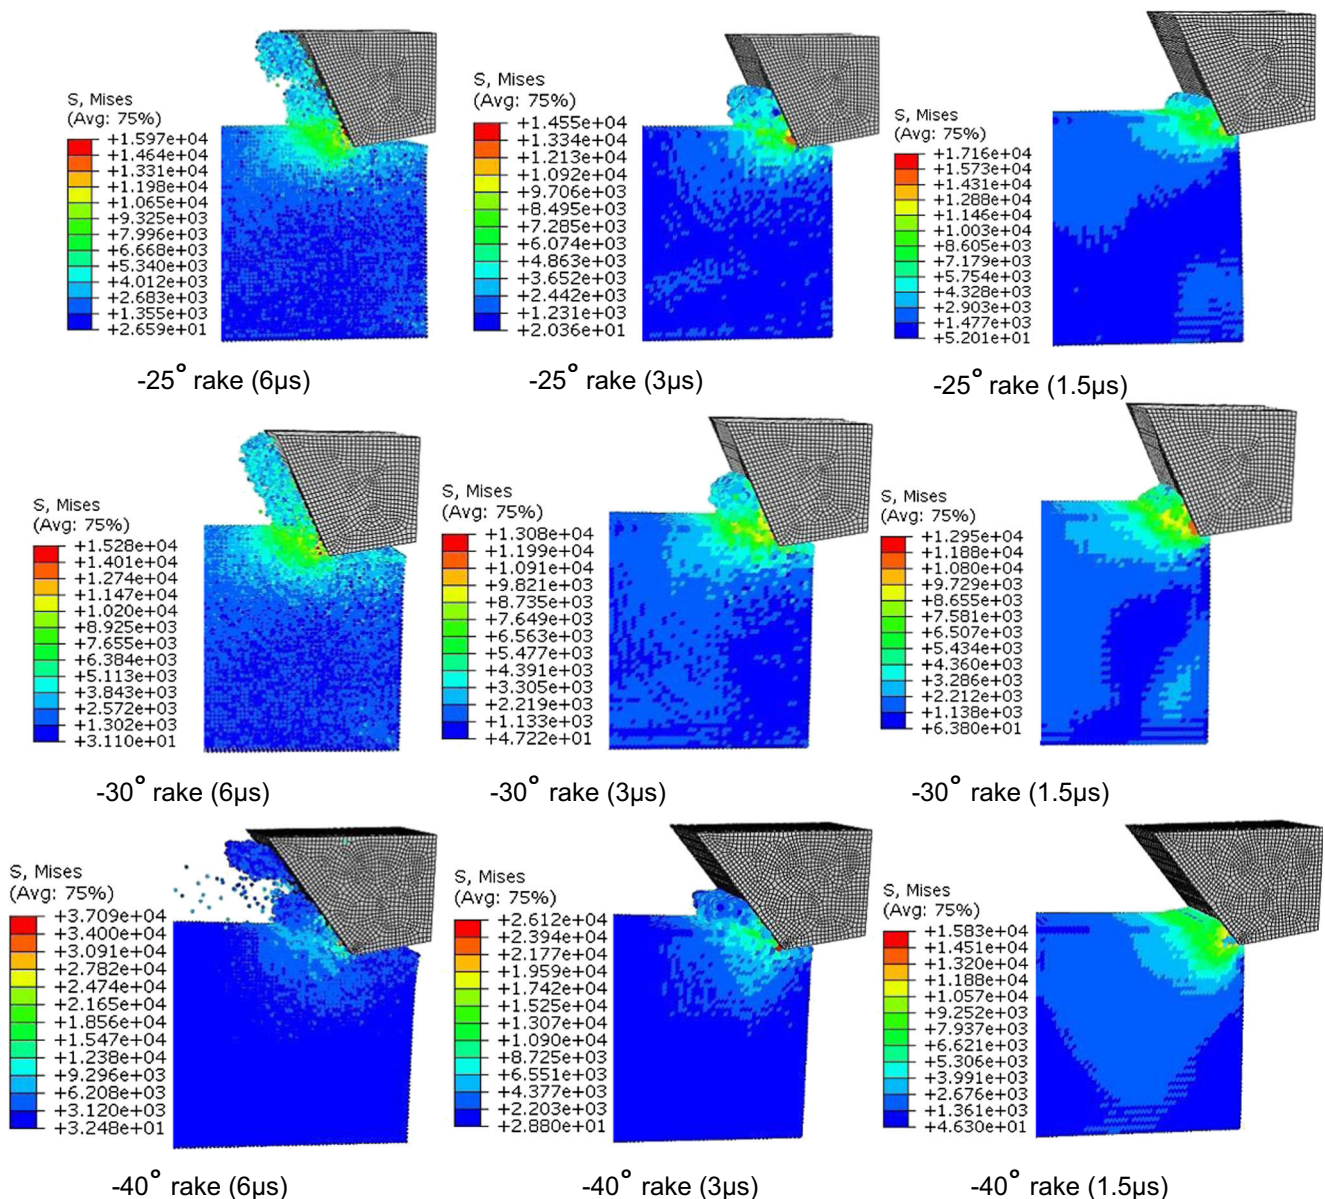 S, Mises
(Avg: 75%)
+1.597e+04
+1.464e+04
+1.331e+04
+1.198e+04
+1.065e+04
+9.325e+03
+7.996e+03
+6.668e+03
+5.340e+03
+4.012e+03
+2.683e+03
+1.355e+03
+2.659e+01
-25° rake (6µs)
S, Mises
(Avg: 75%)
+1.455e+04
+1.334e+04
+1.213e+04
+1.092e+04
+9.706e+03
+8.495e+03
+7.285e+03
+6.074e+03
+4.863e+03
+3.652e+03
+2.442e+03
+1.231e+03
+2.036e+01
-25° rake (3µs)
S, Mises
(Avg: 75%)
+1.716e+04
+1.573e+04
+1.431e+04
+1.288e+04
+1.146e+04
+1.003e+04
+8.605e+03
+7.179e+03
+5.754e+03
+4.328e+03
+2.903e+03
+1.477e+03
+5.201e+01
-25° rake (1.5µs)
S, Mises
(Avg: 75%)
+1.528e+04
+1.401e+04
+1.274e+04
+1.147e+04
+1.020e+04
+8.925e+03
+7.655e+03
+6.384e+03
+5.113e+03
+3.843e+03
+2.572e+03
+1.302e+03
+3.110e+01
-30° rake (6µs)
S, Mises
(Avg: 75%)
+1.308e+04
+1.199e+04
+1.091e+04
+9.821e+03
+8.735e+03
+7.649e+03
+6.563e+03
+5.477e+03
+4.391e+03
+3.305e+03
+2.219e+03
+1.133e+03
+4.722e+01
-30° rake (3µs)
S, Mises
(Avg: 75%)
+1.295e+04
+1.188e+04
+1.080e+04
+9.729e+03
+8.655e+03
+7.581e+03
+6.507e+03
+5.434e+03
+4.360e+03
+3.286e+03
+2.212e+03
+1.138e+03
+6.380e+01
-30° rake (1.5µs)
S, Mises
(Avg: 75%)
+3.709e+04
+3.400e+04
+3.091e+04
+2.782e+04
+2.474e+04
+2.165e+04
+1.856e+04
+1.547e+04
+1.238e+04
+9.296e+03
+6.208e+03
+3.120e+03
+3.248e+01
-40° rake (6µs)
S, Mises
(Avg: 75%)
+2.612e+04
+2.394e+04
+2.177e+04
+1.959e+04
+1.742e+04
+1.525e+04
+1.307e+04
+1.090e+04
+8.725e+03
+6.551e+03
+4.377e+03
+2.203e+03
+2.880e+01
-40° rake (3µs)
S, Mises
(Avg: 75%)
+1.583e+04
+1.451e+04
+1.320e+04
+1.188e+04
+1.057e+04
+9.252e+03
+7.937e+03
+6.621e+03
+5.306e+03
+3.991e+03
+2.676e+03
+1.361e+03
+4.630e+01
-40° rake (1.5µs)